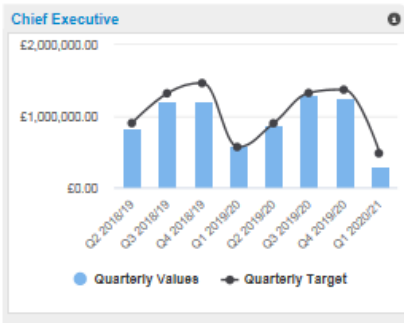 Chief Executive
£2,000,000.00
£1,000,000.00
£0.00
Q2 2018/19
Q3 2018/19
Q4 2018/19
Q1 2019/20
Q2 2019/20
Q3 2019/20
Q4 2019/20
Q1 2020/21
Quarterly Values
Quarterly Target